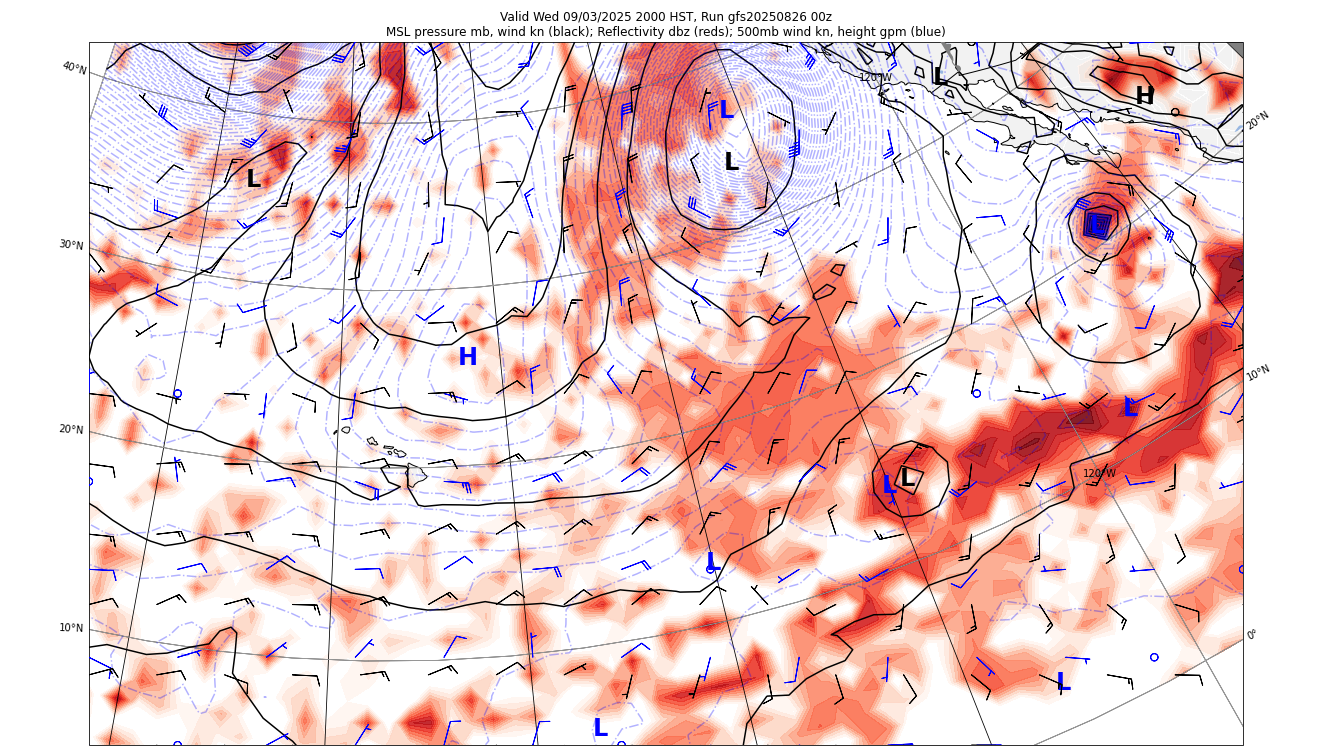 Valid Wed 09/03/2025 2000 HST, Run gfs20250826 00z
MSL pressure mb, wind kn (black); Reflectivity dbz (reds); 500mb wind kn, height gpm (blue)
40°N
120°W
L
H
L
L
20°N
L
30°N
H
10°N
L
20°N
120°W
L
L
L
10°N
0°
L
L